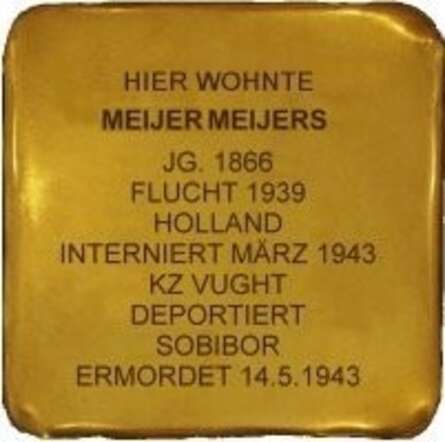 HIER WOHNTE
MEIJER MEIJERS
JG. 1866
FLUCHT 1939
HOLLAND
INTERNIERT MÄRZ 1943
KZ VUGHT
DEPORTIERT
SOBIBOR
ERMORDET 14.5.1943